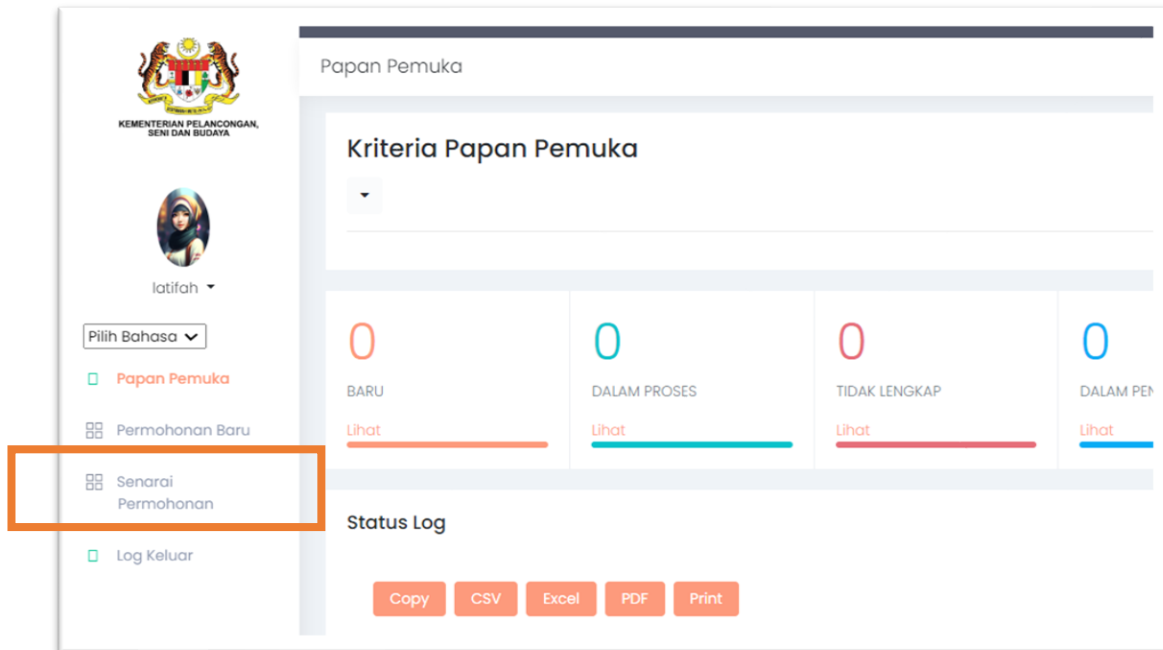 KEMENTERIAN PELANCONGAN,
SENI DAN BUDAYA
latifah
Pilih Bahasa
Papan Pemuka
Permohonan Baru
Senarai
Permohonan
Log Keluar
Papan Pemuka
Kriteria Papan Pemuka
0
BARU
Lihat
0
DALAM PROSES
Lihat
0
TIDAK LENGKAP
Lihat
0
DALAM PEN
Lihat
Status Log
Copy CSV Excel PDF Print